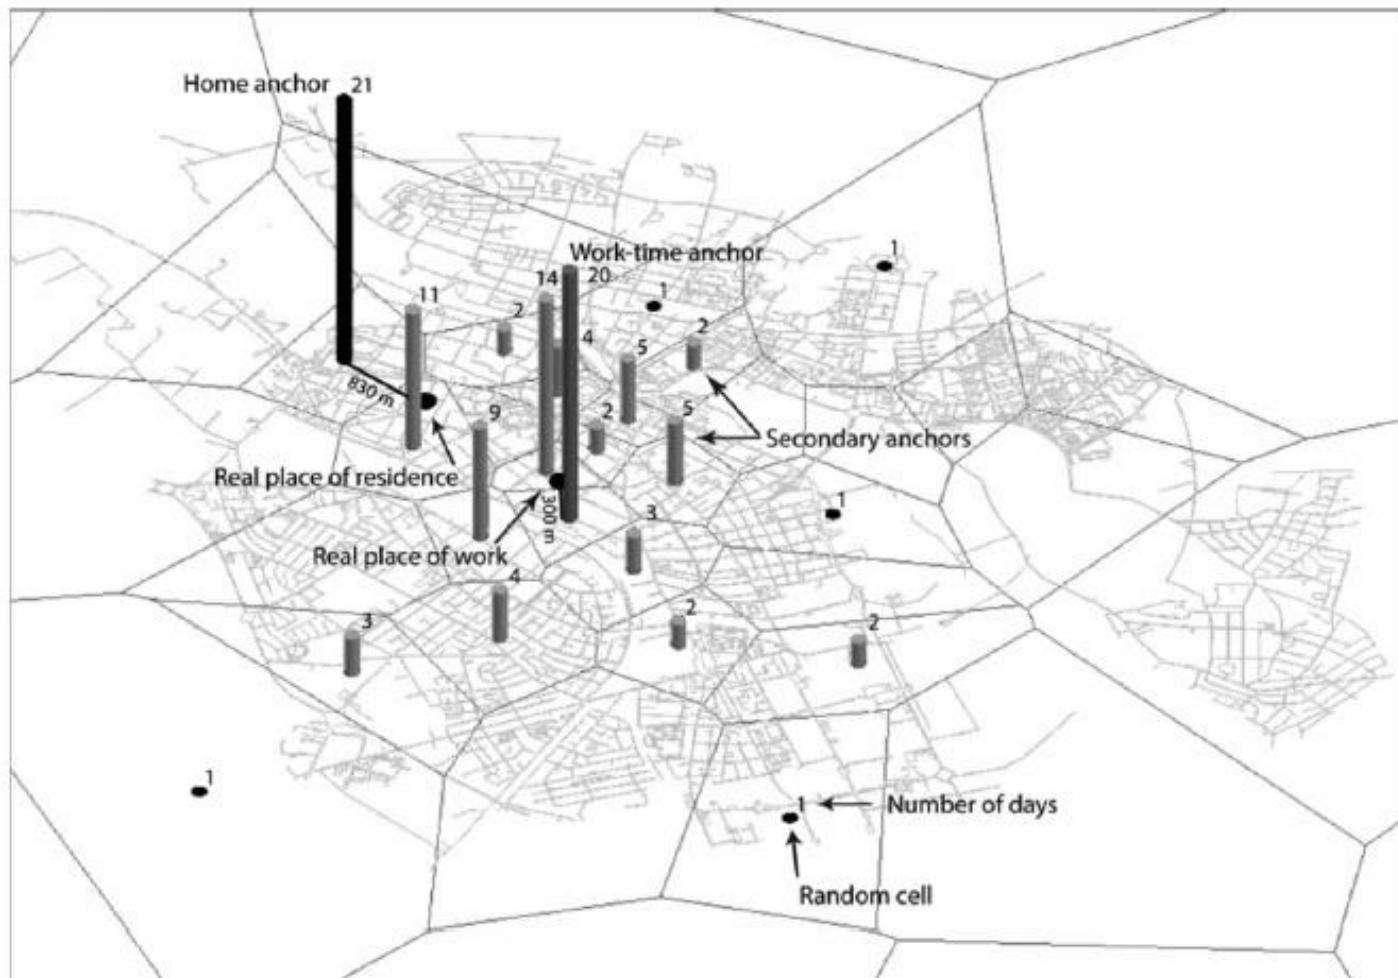 Home anchor 21
1
Work-time anchor
20
14
11
1
2
4
2
5
830 m
9
2
5
Secondary anchors
Real place of residence
300 m
1
3
Real place of work
4
3
2
2
1
1
Number of days
Random cell